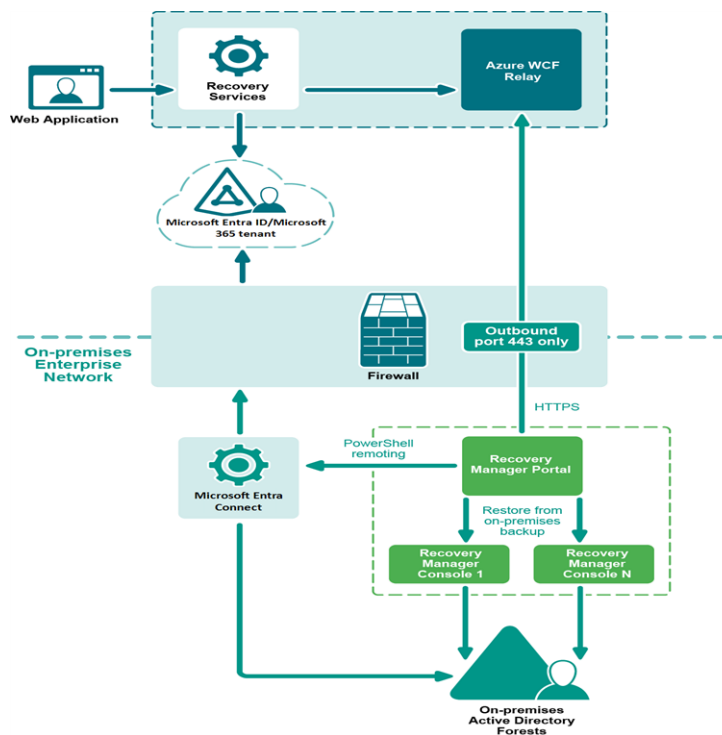 Recovery
Services
Azure WCF
Relay
Web Application
Microsoft Entra ID/Microsoft
365 tenant
On-premises
Enterprise
Network
Firewall
Outbound
port 443 only
HTTPS
PowerShell
remoting
Recovery
Manager Portal
Microsoft Entra
Connect
Restore from
on-premises
backup
Recovery
Manager
Console 1
Recovery
Manager
Console N
On-premises
Active Directory
Forests